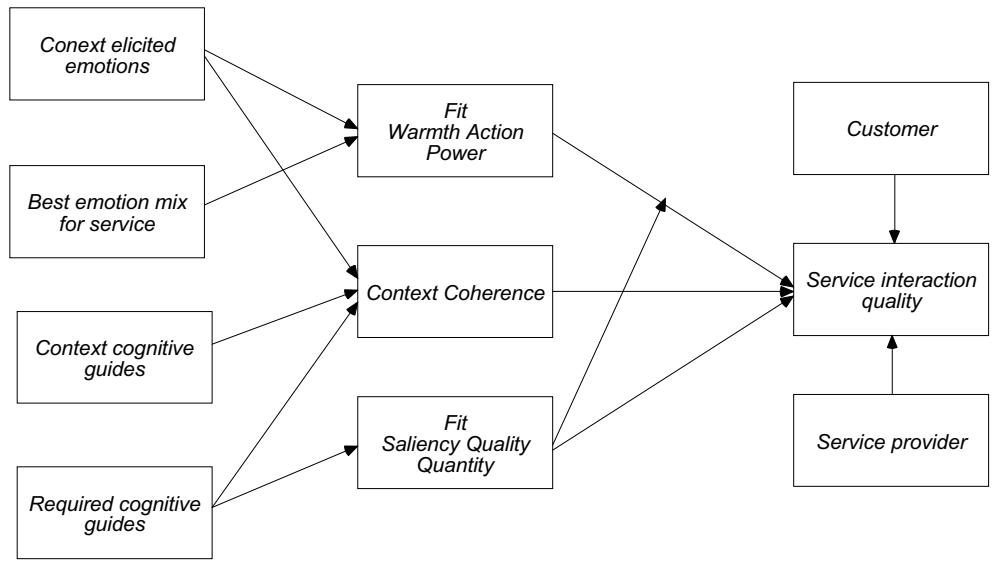 Conext elicited
emotions
Best emotion mix
for service
Context cognitive
guides
Required cognitive
guides
Fit
Warmth Action
Power
Context Coherence
Fit
Saliency Quality
Quantity
Customer
Service interaction
quality
Service provider